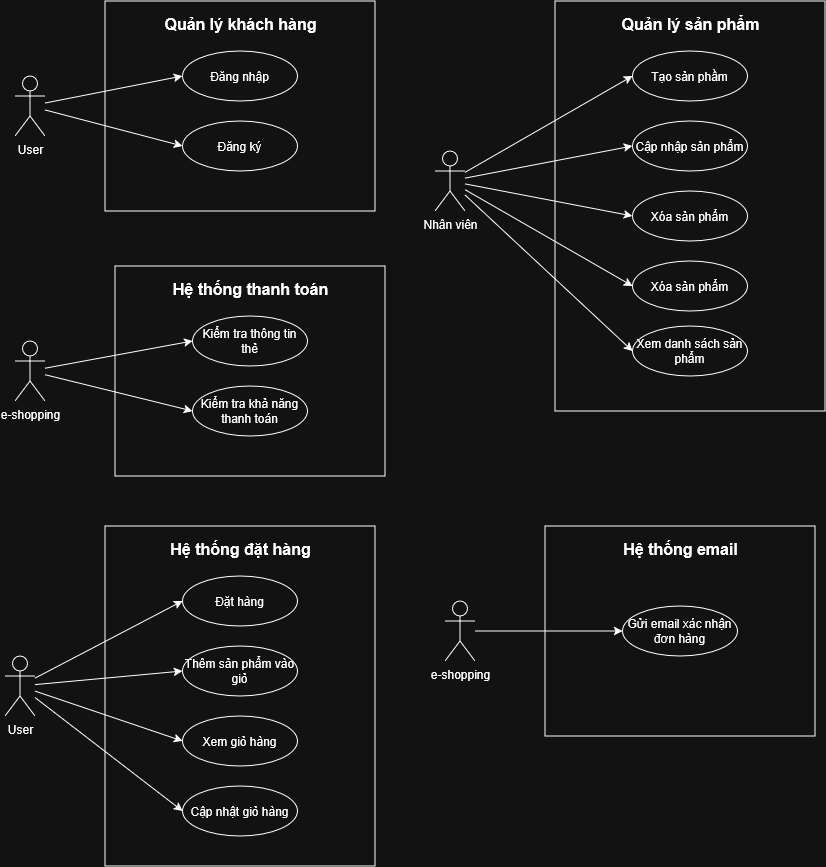 Quản lý khách hàng
Đăng nhập
Đăng ký
User
Quản lý sản phẩm
Tạo sản phàm
Cập nhập sản phẩm
Xóa sản phẩm
Xóa sản phẩm
Xem danh sách sản
phẩm
Nhân viên
Hệ thống thanh toán
Kiểm tra thông tin
thẻ
Kiểm tra khả năng
thanh toán
e-shopping
Hệ thống đặt hàng
Đặt hàng
Thêm sản phẩm vào
giỏ
Xem giỏ hàng
Cập nhật giỏ hàng
User
Hệ thống email
Gửi email xác nhận
đơn hàng
e-shopping